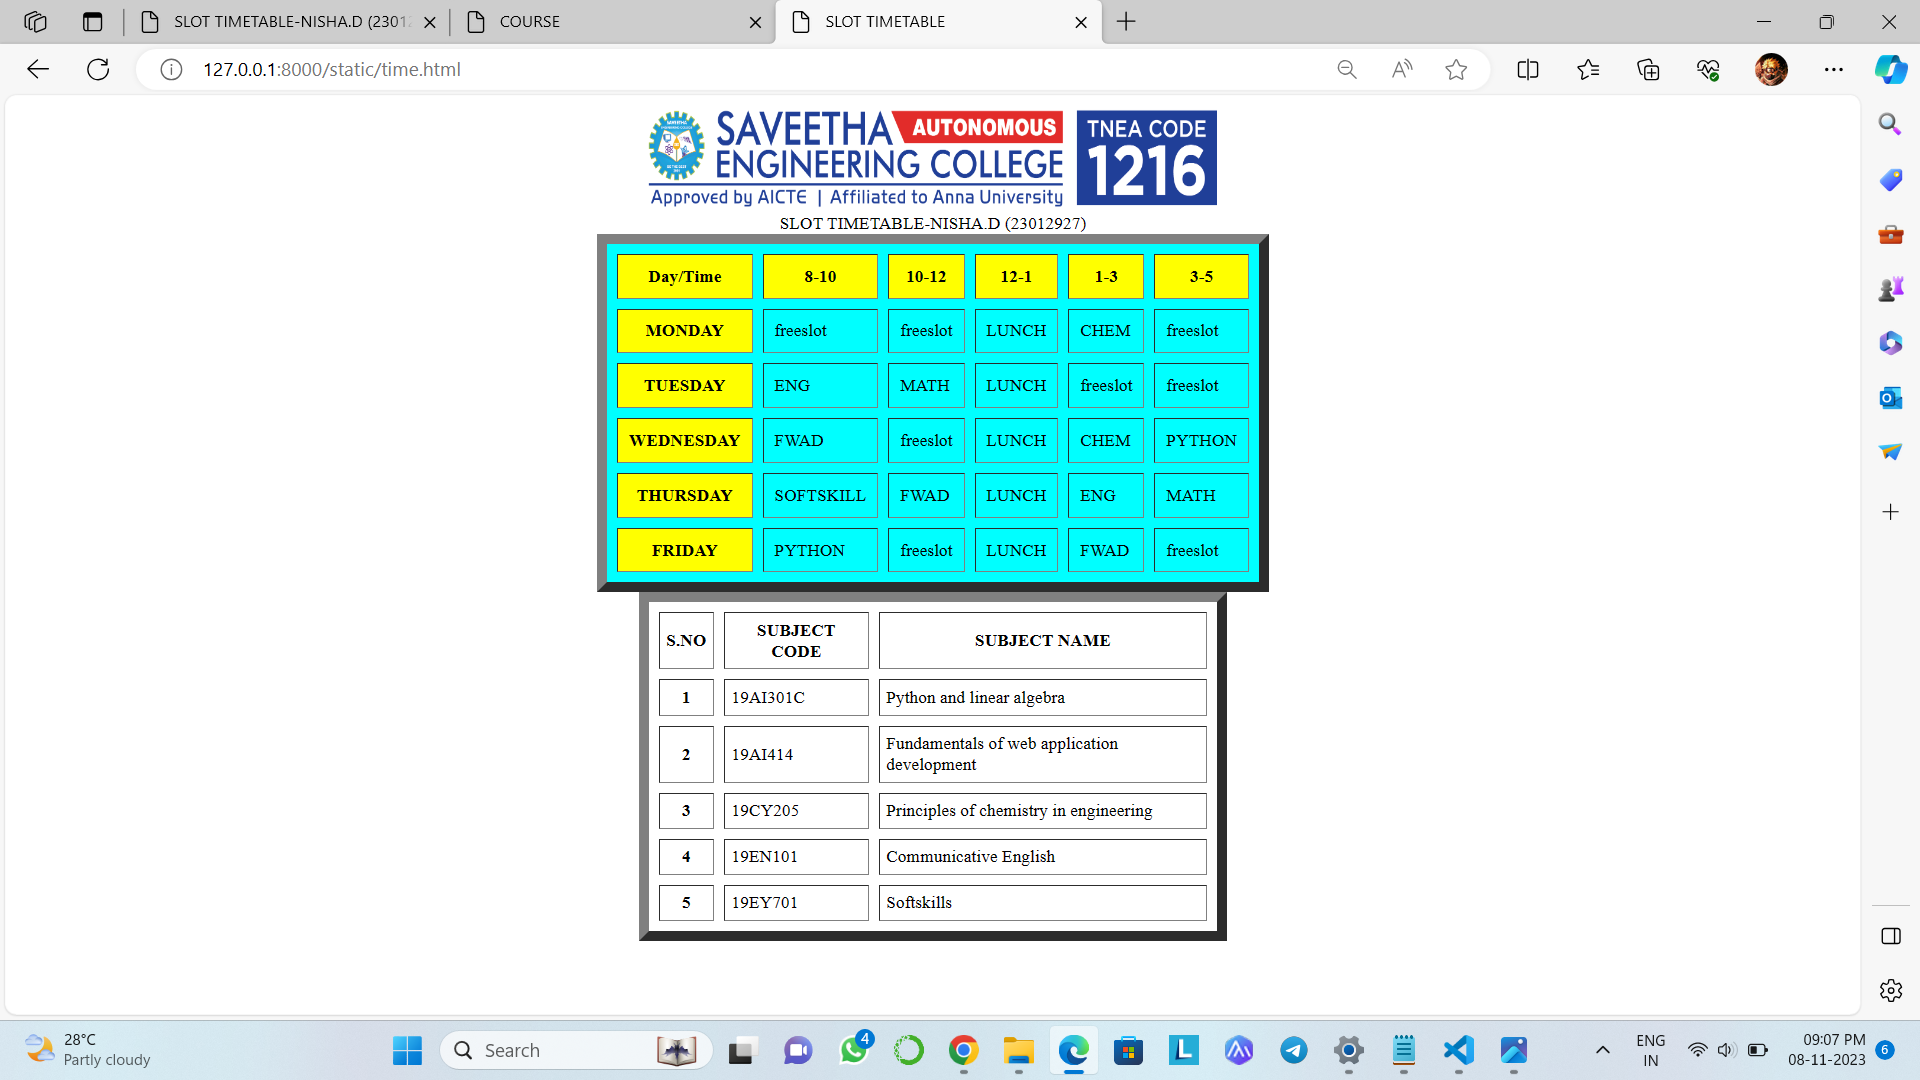 SLOT TIMETABLE-NISHA.D (23012
COURSE
SLOT TIMETABLE
127.0.0.1:8000/static/time.html
SAVEETHA AUTONOMOUS
ENGINEERING COLLEGE
Approved by AICTE | Affiliated to Anna University
TNEA CODE
1216
SLOT TIMETABLE-NISHA.D (23012927)
Day/Time 8-10 10-12 12-1 1-3 3-5
MONDAY freeslot freeslot LUNCH CHEM freeslot
TUESDAY ENG MATH LUNCH freeslot freeslot
WEDNESDAY FWAD freeslot LUNCH CHEM PYTHON
THURSDAY SOFTSKILL FWAD LUNCH ENG MATH
FRIDAY PYTHON freeslot LUNCH FWAD freeslot
S.NO SUBJECT CODE SUBJECT NAME
1 19AI301C Python and linear algebra
2 19AI414 Fundamentals of web application development
3 19CY205 Principles of chemistry in engineering
4 19EN101 Communicative English
5 19EY701 Softskills
28°C
Partly cloudy
Search
4
ENG
IN
09:07 PM
08-11-2023
6